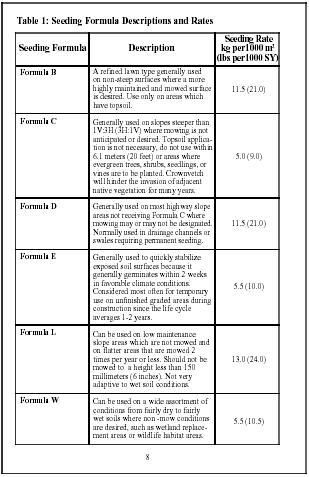 Table 1: Seeding Formula Descriptions and Rates
Seeding Formula
Description
Seeding Rate
kg per1000 m²
(lbs per1000 SY)
Formula B
A refined lawn type generally used
on non-steep surfaces where a more
highly maintained and mowed surface
is desired. Use only on areas which
have topsoil.
11.5 (21.0)
Formula C
Generally used on slopes steeper than
1V:3H (3H:1V) where mowing is not
anticipated or desired. Topsoil applica-
tion is not necessary, do not use within
6.1 meters (20 feet) or areas where
evergreen trees, shrubs, seedlings, or
vines are to be planted. Crownvetch
will hinder the invasion of adjacent
native vegetation for many years.
5.0 (9.0)
Formula D
Generally used on most highway slope
areas not receiving Formula C where
mowing may or may not be designated.
Normally used in drainage channels or
swales requiring permanent seeding.
11.5 (21.0)
Formula E
Generally used to quickly stabilize
exposed soil surfaces because it
generally germinates within 2 weeks
in favorable climate conditions.
Considered most often for temporary
use on unfinished graded areas during
construction since the life cycle
averages 1-2 years.
5.5 (10.0)
Formula L
Can be used on low maintenance
slope areas which are not mowed and
on flatter areas that are mowed 2
times per year or less. Should not be
mowed to a height less than 150
millimeters (6 inches). Not very
adaptive to wet soil conditions.
13.0 (24.0)
Formula W
Can be used on a wide assortment of
conditions from fairly dry to fairly
wet soils where non-mow conditions
are desired, such as wetland replace-
ment areas or wildlife habitat areas.
5.5 (10.5)
8